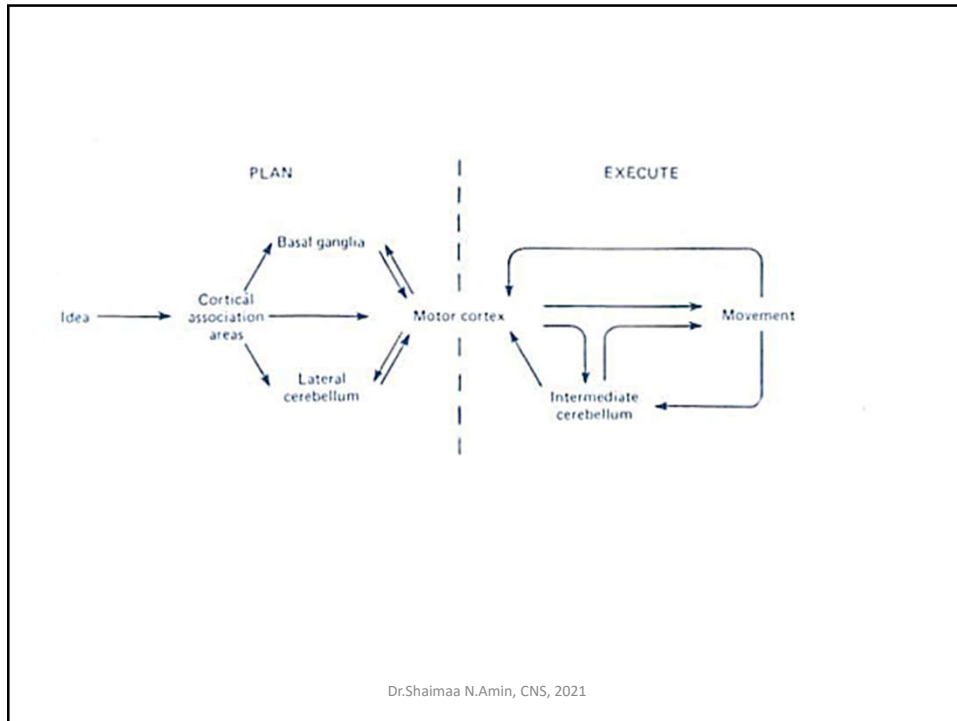 PLAN
EXECUTE
Basal ganglia
Idea
Cortical
association
areas
Motor cortex
Movement
Lateral
cerebellum
Intermediate
cerebellum
Dr.Shaimaa N.Amin, CNS, 2021